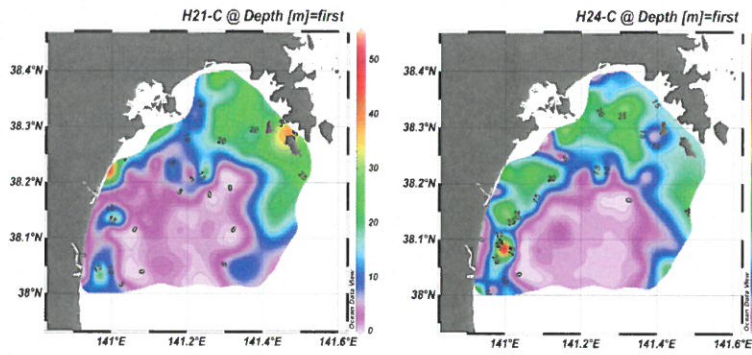 H21-C @ Depth [m]=first
H24-C @ Depth [m]=first
38.4°N
38.3°N
38.2°N
38.1°N
38°N
141°E
141.2°E
141.4°E
141.6°E
50
40
30
20
10
0
Ocean Data View
38.4°N
38.3°N
38.2°N
38.1°N
38°N
141°E
141.2°E
141.4°E
141.6°E
Ocean Data View